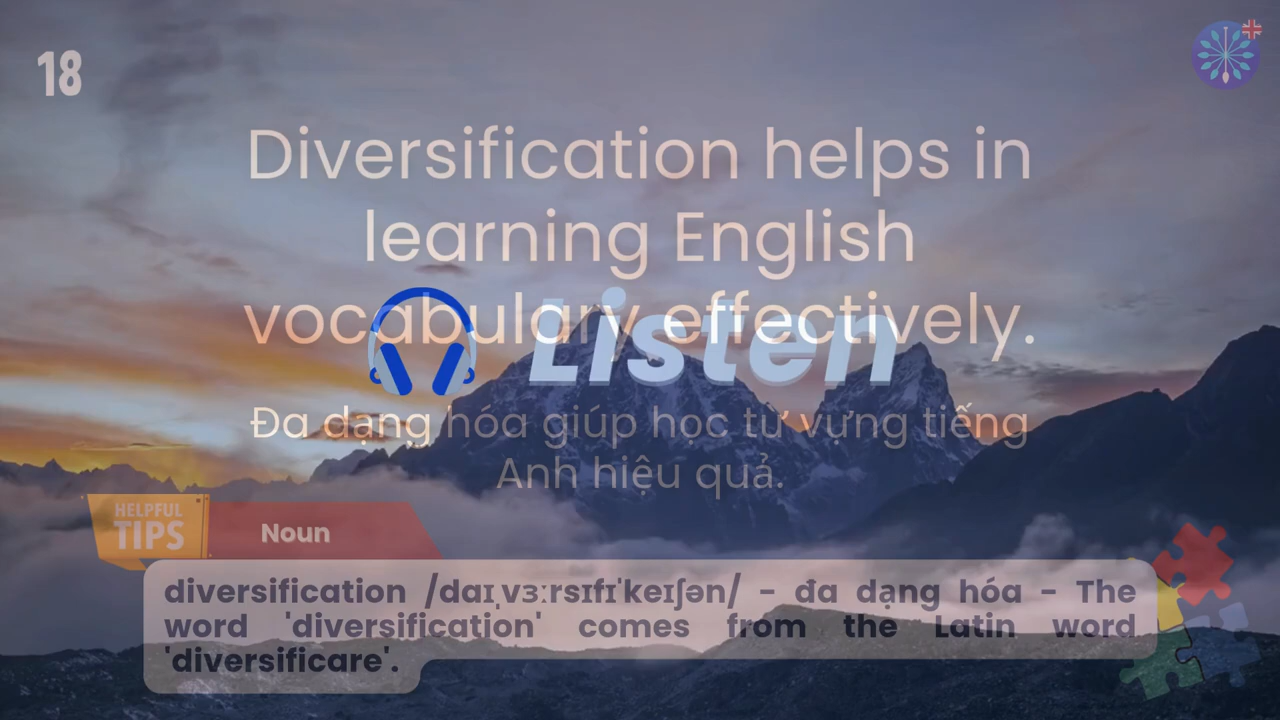 18
Diversification helps in
learning English
vocabulary effectively.
Listen
Đa dạng hóa giúp học từ vựng tiếng
Anh hiệu quả.
HELPFUL
TIPS
Noun
diversification /daɪˌvɜːrsɪfɪˈkeɪʃən/ - đa dạng hóa - The
word 'diversification' comes from the Latin word
'diversificare'.